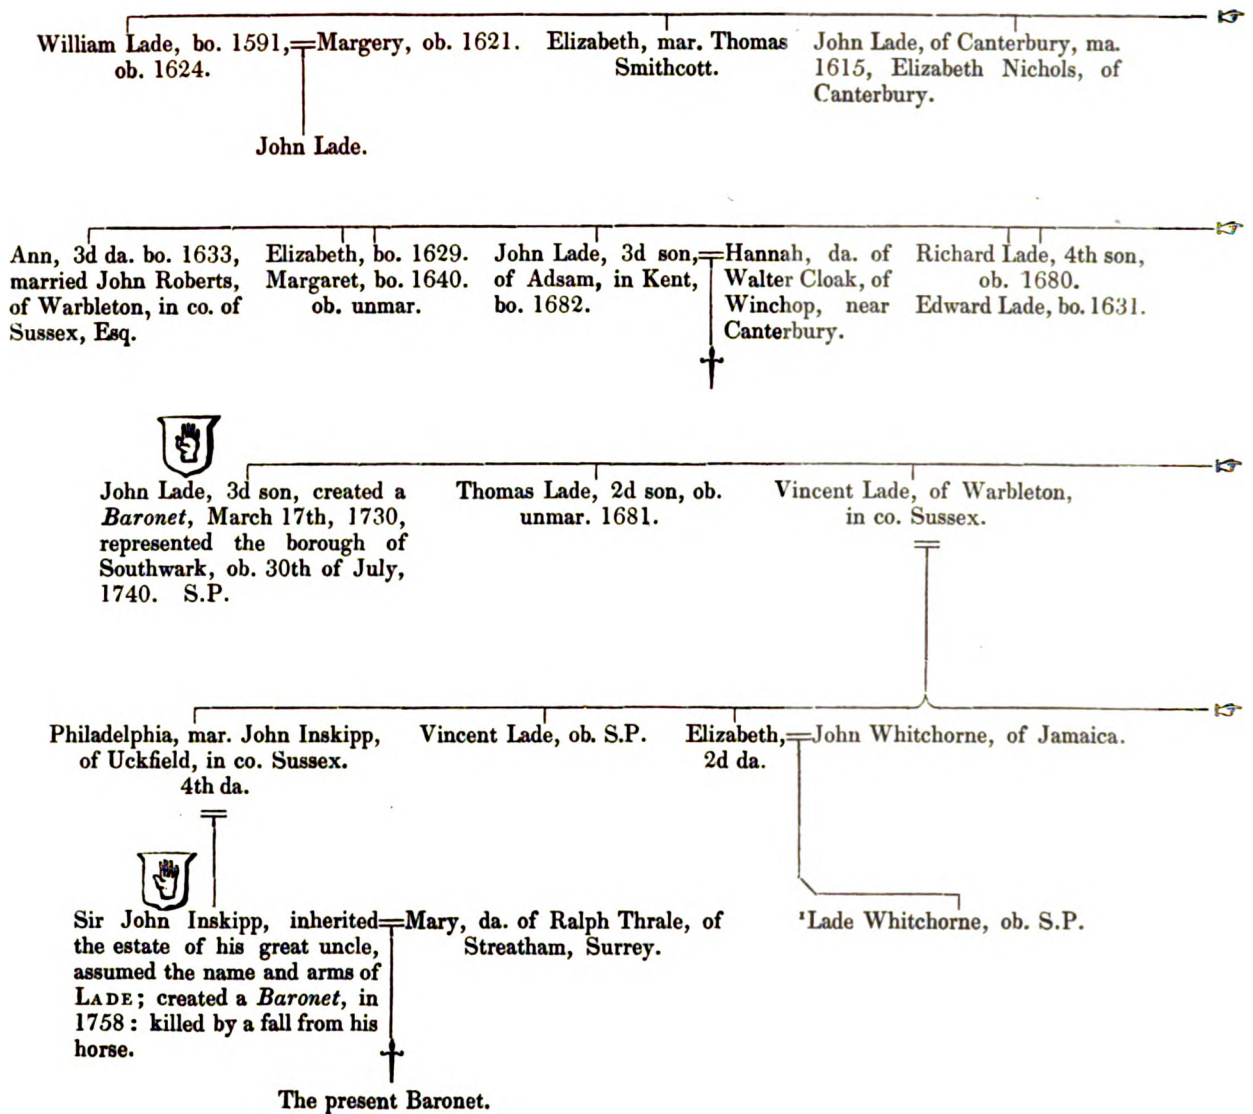 William Lade, bo. 1591,
ob. 1624.
Margery, ob. 1621.
Elizabeth, mar. Thomas
Smithcott.
John Lade, of Canterbury, ma.
1615, Elizabeth Nichols, of
Canterbury.
John Lade.
Ann, 3d da. bo. 1633,
married John Roberts,
of Warbleton, in co. of
Sussex, Esq.
Elizabeth, bo. 1629.
Margaret, bo. 1640.
ob. unmar.
John Lade, 3d son,
of Adsam, in Kent,
bo. 1682.
Hannah, da. of
Walter Cloak, of
Winchop, near
Canterbury.
Richard Lade, 4th son,
ob. 1680.
Edward Lade, bo. 1631.
John Lade, 3d son, created a
Baronet, March 17th, 1730,
represented the borough of
Southwark, ob. 30th of July,
1740. S.P.
Thomas Lade, 2d son, ob.
unmar. 1681.
Vincent Lade, of Warbleton,
in co. Sussex.
Philadelphia, mar. John Inskipp,
of Uckfield, in co. Sussex.
4th da.
Vincent Lade, ob. S.P.
Elizabeth,
2d da.
John Whitchorne, of Jamaica.
Sir John Inskipp, inherited
the estate of his great uncle,
assumed the name and arms of
LADE; created a Baronet, in
1758: killed by a fall from his
horse.
Mary, da. of Ralph Thrale, of
Streatham, Surrey.
¹Lade Whitchorne, ob. S.P.
The present Baronet.